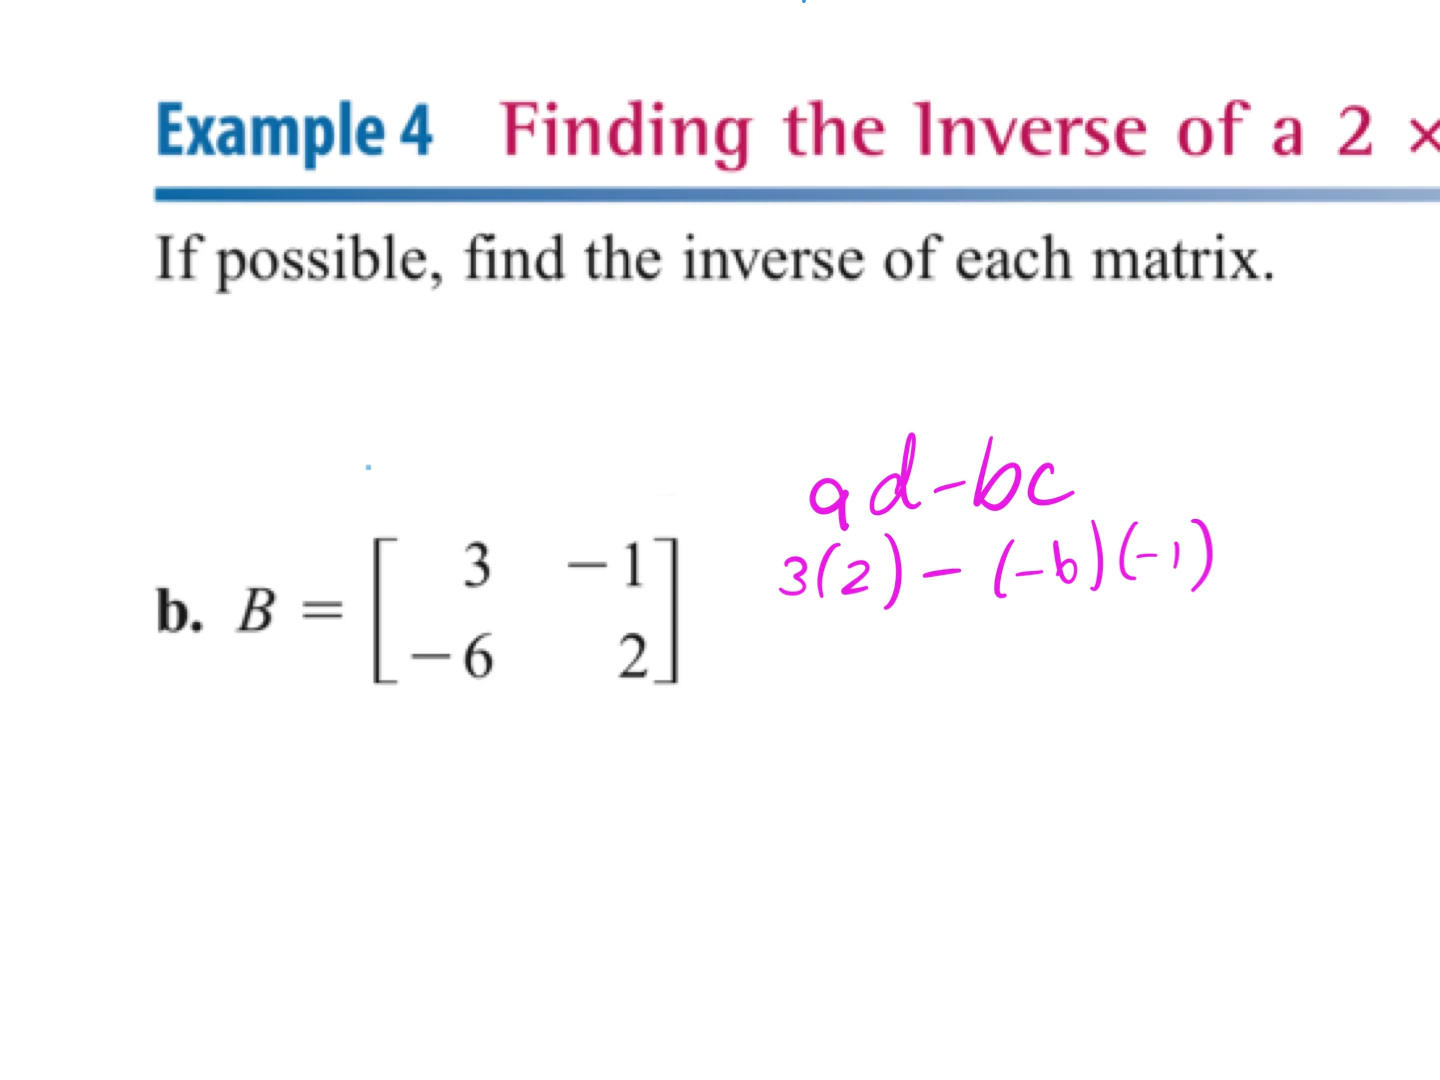 Example 4 Finding the Inverse of a 2 ×
If possible, find the inverse of each matrix.
ad-bc
3(2) - (-6)(-1)
b. B = [ 3 -1
-6 2 ]